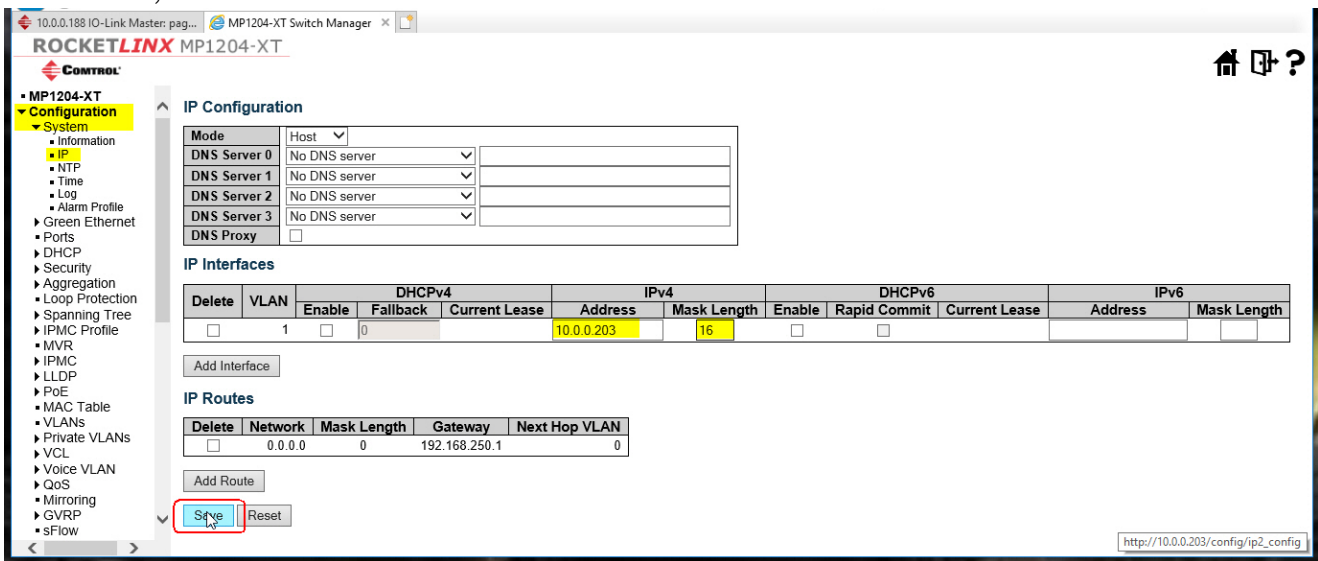 10.0.0.188 IO-Link Master: pag... MP1204-XT Switch Manager
ROCKETLINX MP1204-XT
COMTROL
?
MP1204-XT
Configuration
System
Information
IP
NTP
Time
Log
Alarm Profile
Green Ethernet
Ports
DHCP
Security
Aggregation
Loop Protection
Spanning Tree
IPMC Profile
MVR
IPMC
LLDP
PoE
MAC Table
VLANs
Private VLANs
VCL
Voice VLAN
QoS
Mirroring
GVRP
sFlow
IP Configuration
Mode Host
DNS Server 0 No DNS server
DNS Server 1 No DNS server
DNS Server 2 No DNS server
DNS Server 3 No DNS server
DNS Proxy
IP Interfaces
Delete VLAN DHCPv4 IPv4 DHCPv6 IPv6
Enable Fallback Current Lease Address Mask Length Enable Rapid Commit Current Lease Address Mask Length
1 0 10.0.0.203 16
Add Interface
IP Routes
Delete Network Mask Length Gateway Next Hop VLAN
0.0.0.0 0 192.168.250.1 0
Add Route
Save Reset
http://10.0.0.203/config/ip2_config